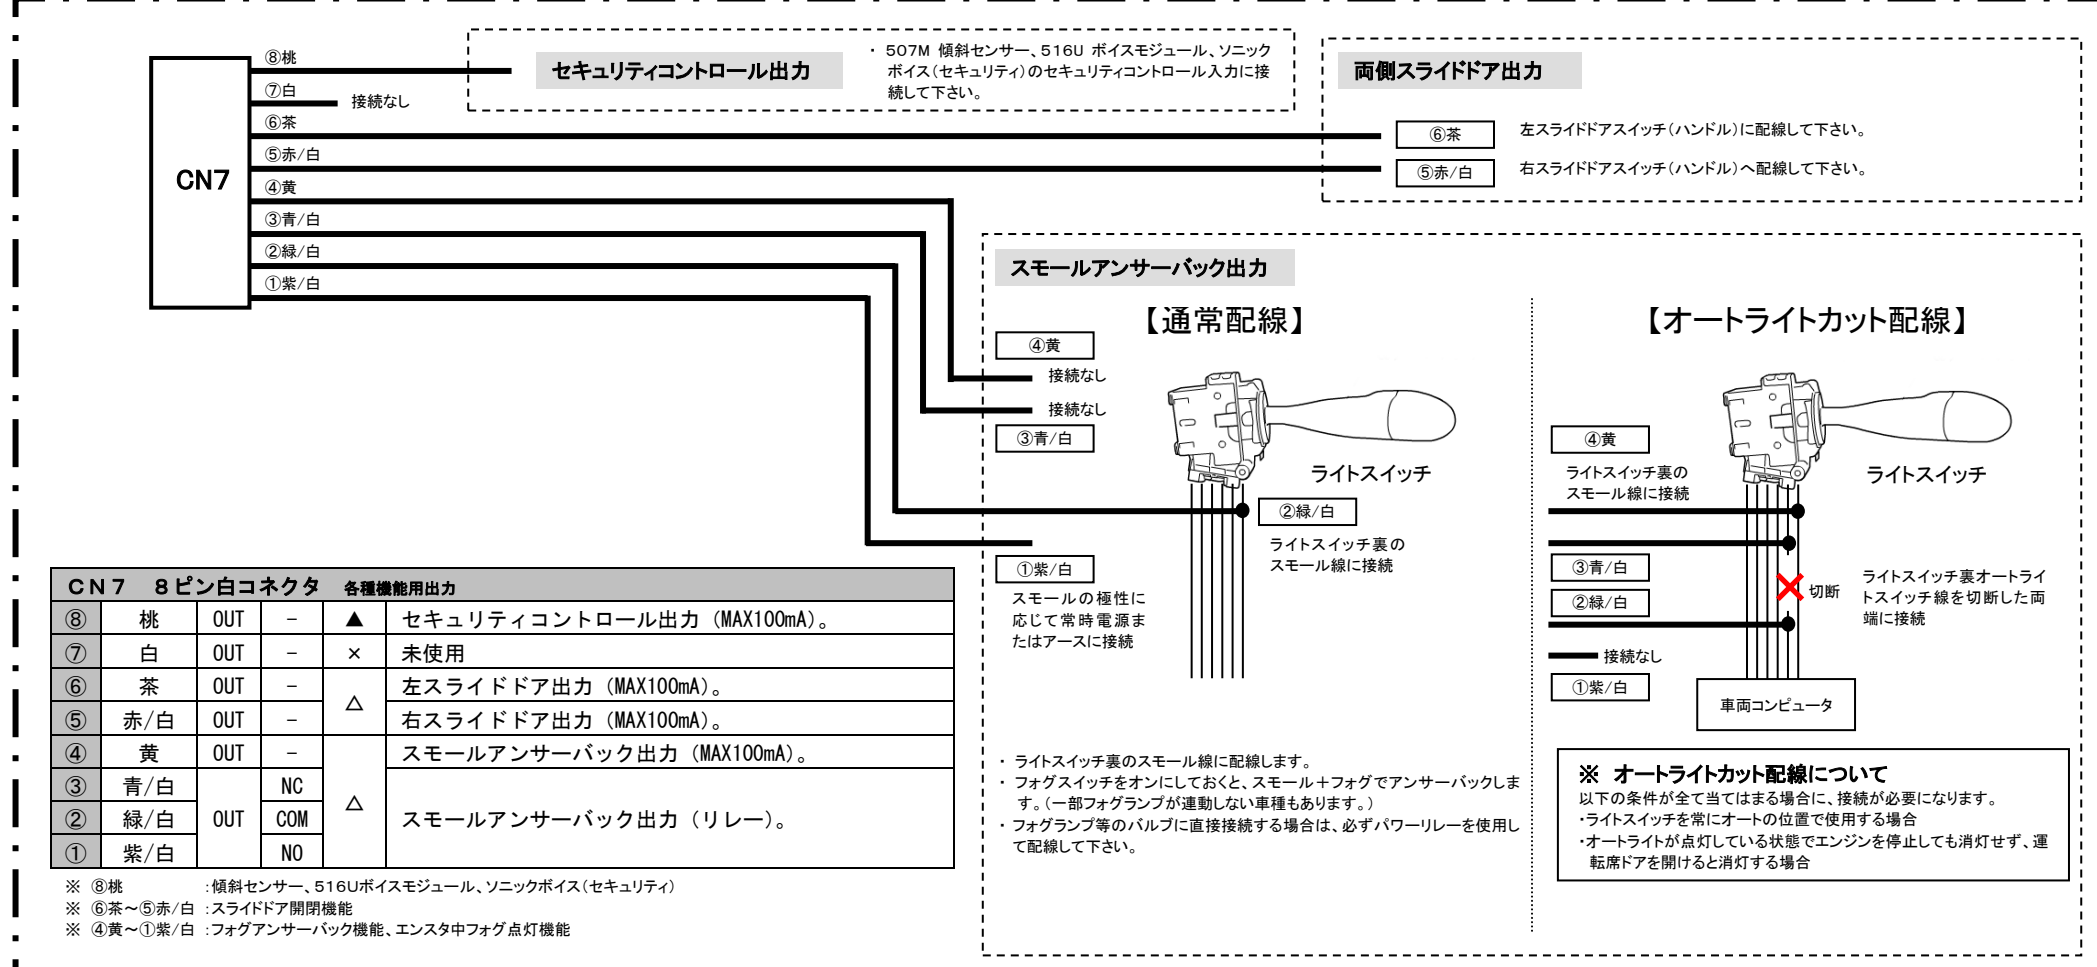 ⑧桃
⑦白
接続なし
⑥茶
⑤赤/白
④黄
③青/白
②緑/白
①紫/白
CN7
セキュリティコントロール出力
・ 507M 傾斜センサー、516U ボイスモジュール、ソニック
ボイス(セキュリティ)のセキュリティコントロール入力に接
続して下さい。
両側スライドドア出力
⑥茶
左スライドドアスイッチ(ハンドル)に配線して下さい。
⑤赤/白
右スライドドアスイッチ(ハンドル)へ配線して下さい。
スモールアンサーバック出力
【通常配線】
④黄
接続なし
接続なし
③青/白
ライトスイッチ
②緑/白
ライトスイッチ裏の
スモール線に接続
①紫/白
スモールの極性に
応じて常時電源ま
たはアースに接続
・ ライトスイッチ裏のスモール線に配線します。
・ フォグスイッチをオンにしておくと、スモール+フォグでアンサーバックしま
す。(一部フォグランプが連動しない車種もあります。)
・ フォグランプ等のバルブに直接接続する場合は、必ずパワーリレーを使用し
て配線して下さい。
【オートライトカット配線】
④黄
ライトスイッチ裏の
スモール線に接続
ライトスイッチ
③青/白
②緑/白
切断
ライトスイッチ裏オートライ
トスイッチ線を切断した両
端に接続
接続なし
①紫/白
車両コンピュータ
※ オートライトカット配線について
以下の条件が全て当てはまる場合に、接続が必要になります。
・ライトスイッチを常にオートの位置で使用する場合
・オートライトが点灯している状態でエンジンを停止しても消灯せず、運
転席ドアを開けると消灯する場合
CN7 8ピン白コネクタ 各種機能用出力
⑧ 桃 OUT - ▲ セキュリティコントロール出力 (MAX100mA)。
⑦ 白 OUT - × 未使用
⑥ 茶 OUT - △ 左スライドドア出力 (MAX100mA)。
⑤ 赤/白 OUT - 右スライドドア出力 (MAX100mA)。
④ 黄 OUT - △ スモールアンサーバック出力 (MAX100mA)。
③ 青/白 OUT NC スモールアンサーバック出力 (リレー)。
② 緑/白 COM
① 紫/白 NO
※ ⑧桃 :傾斜センサー、516Uボイスモジュール、ソニックボイス(セキュリティ)
※ ⑥茶~⑤赤/白 :スライドドア開閉機能
※ ④黄~①紫/白 :フォグアンサーバック機能、エンスタ中フォグ点灯機能